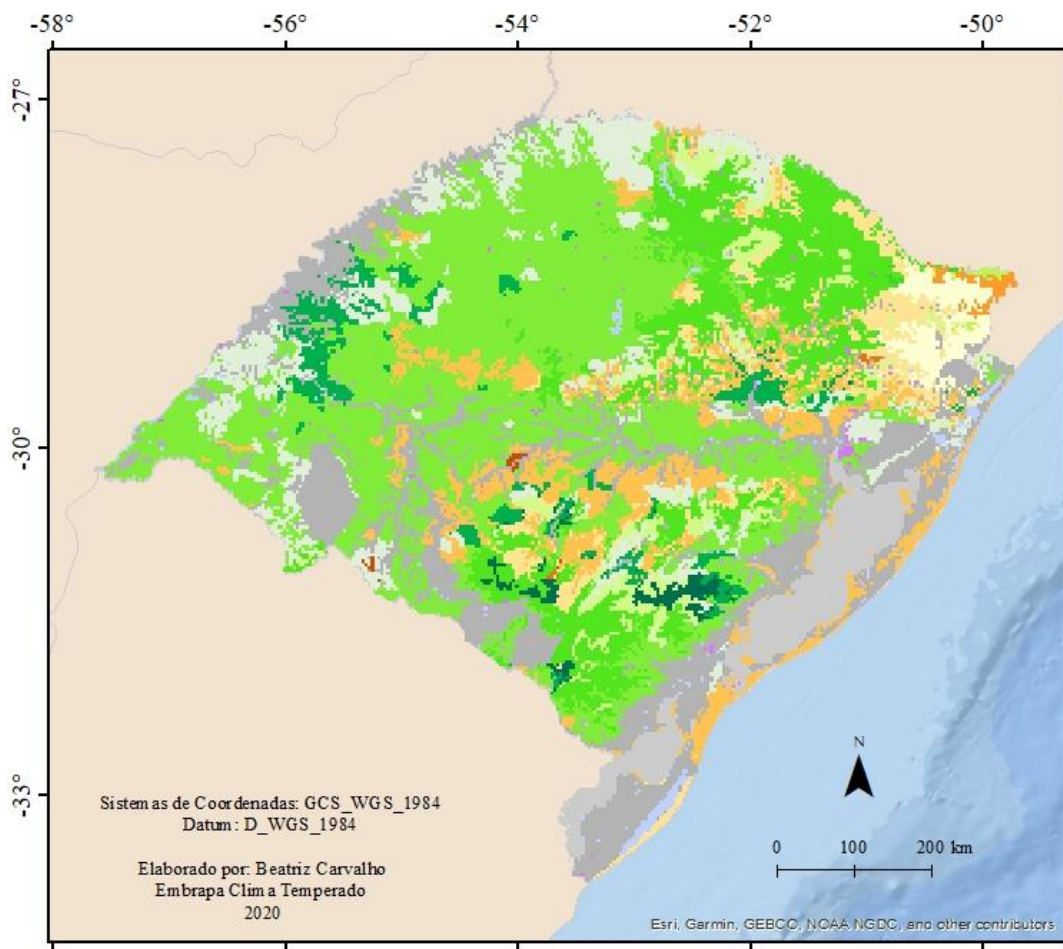 -58° -56° -54° -52° -50°
-27°
-30°
-33°
N
Sistemas de Coordenadas: GCS_WGS_1984
Datum: D_WGS_1984
Elaborado por: Beatriz Carvalho
Embrapa Clima Temperado
2020
0 100 200 km
Esri, Garmin, GEBCO, NOAA NGDC, and other contributors